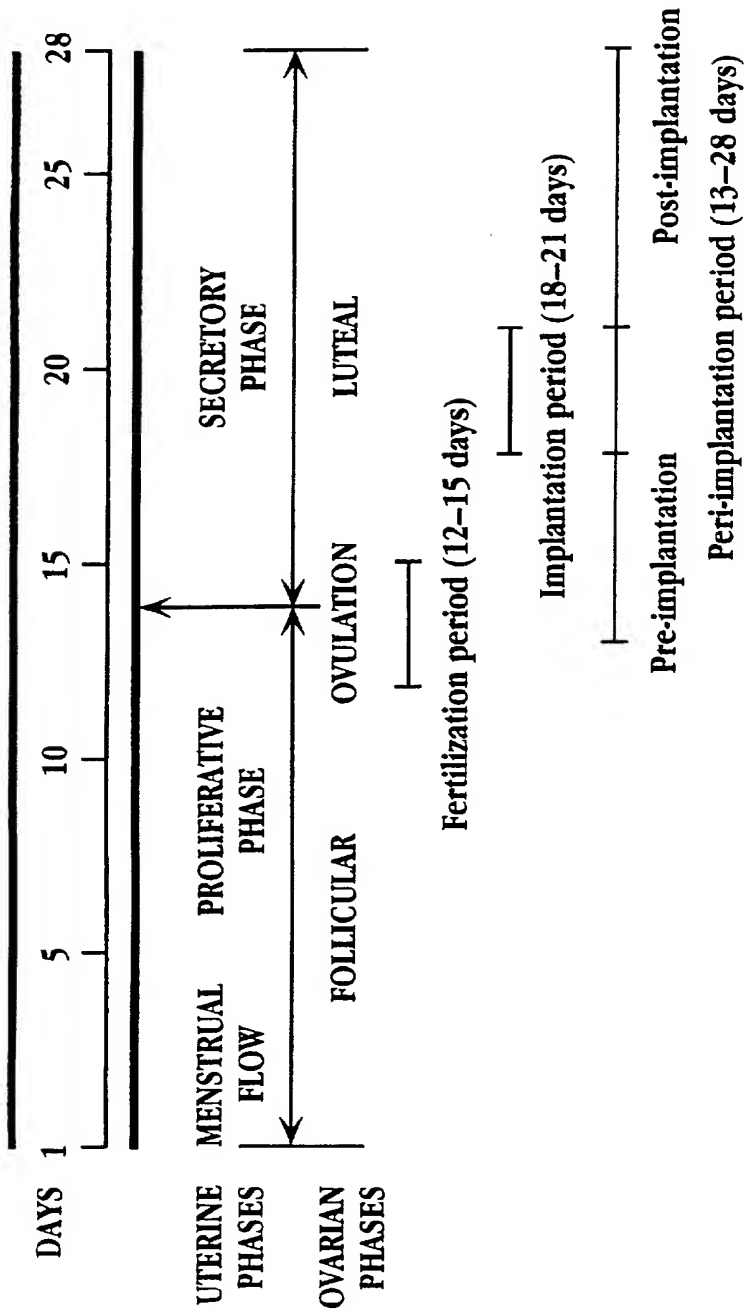 DAYS 1 5 10 15 20 25 28
UTERINE PHASES MENSTRUAL FLOW PROLIFERATIVE PHASE SECRETORY PHASE
OVARIAN PHASES FOLLICULAR OVULATION LUTEAL
Fertilization period (12–15 days)
Implantation period (18–21 days)
Pre-implantation Post-implantation
Peri-implantation period (13–28 days)